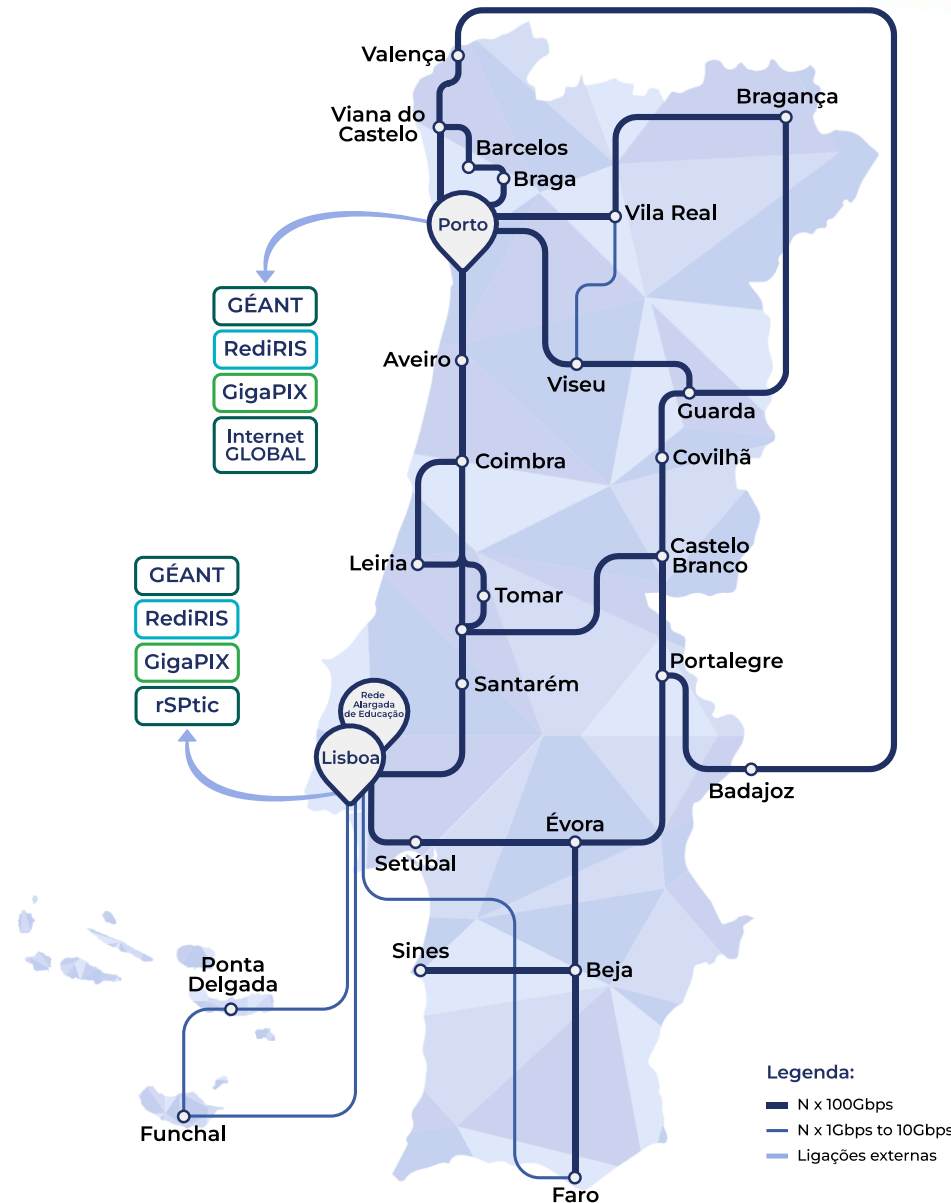 Valença
Bragança
Viana do
Castelo
Barcelos
Braga
Vila Real
Porto
GÉANT
RediRIS
GigaPIX
Internet
GLOBAL
Aveiro
Viseu
Guarda
Coimbra
Covilhã
Leiria
Castelo
Branco
Tomar
GÉANT
RediRIS
GigaPIX
rSPtic
Portalegre
Santarém
Rede
Alargada
de Educação
Lisboa
Badajoz
Évora
Setúbal
Sines
Beja
Ponta
Delgada
Funchal
Faro
Legenda:
N x 100Gbps
N x 1Gbps to 10Gbps
Ligações externas